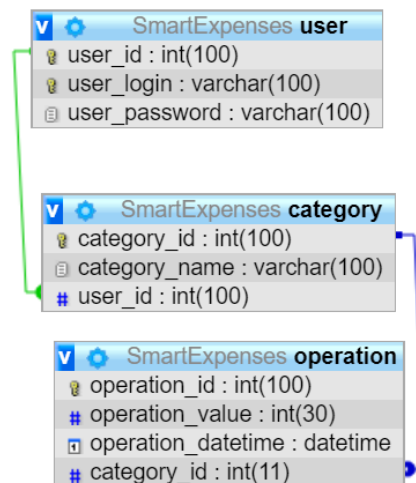 v SmartExpenses user
user_id : int(100)
user_login : varchar(100)
user_password : varchar(100)
v SmartExpenses category
category_id : int(100)
category_name : varchar(100)
# user_id : int(100)
v SmartExpenses operation
operation_id : int(100)
# operation_value : int(30)
operation_datetime : datetime
# category_id : int(11)